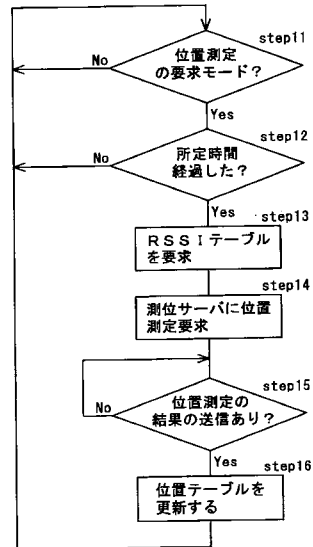 step11
位置測定
の要求モード?
No
Yes
step12
所定時間
経過した?
No
Yes
step13
RSSIテーブル
を要求
step14
測位サーバに位置
測定要求
step15
位置測定の
結果の送信あり?
No
Yes
step16
位置テーブルを
更新する